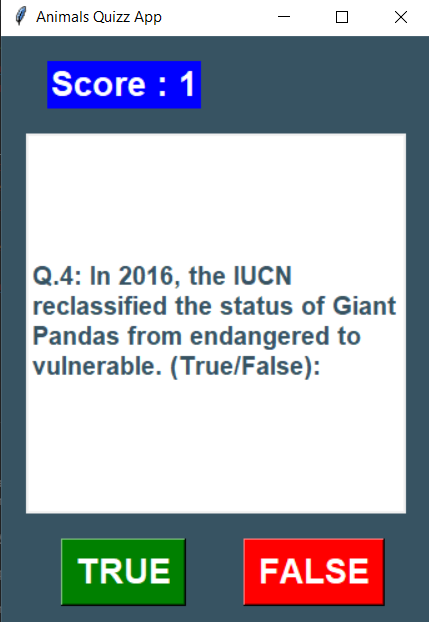 Animals Quizz App
Score : 1
Q.4: In 2016, the IUCN
reclassified the status of Giant
Pandas from endangered to
vulnerable. (True/False):
TRUE
FALSE